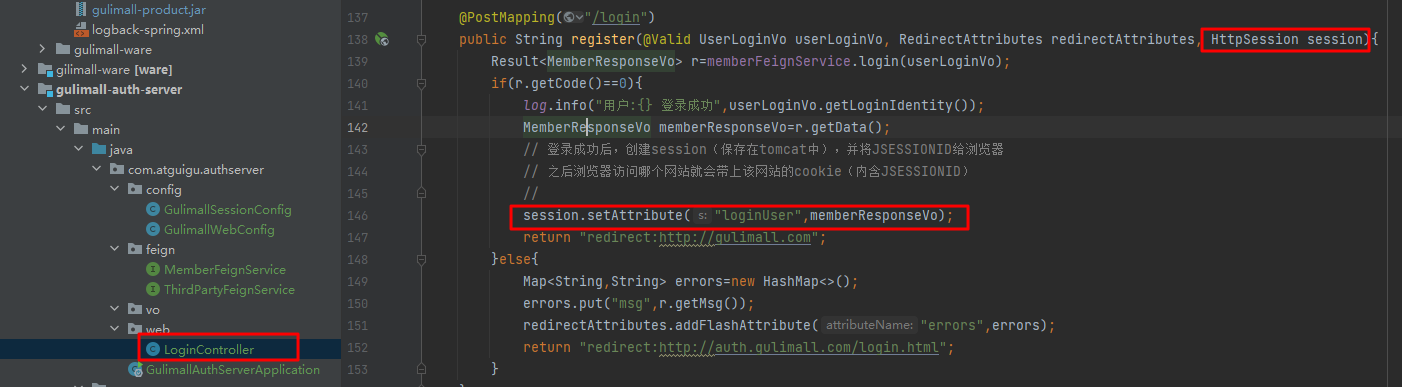 gulimall-product.jar
logback-spring.xml
gulimall-ware
gilimall-ware [ware]
gulimall-auth-server
src
main
java
com.atguigu.authserver
config
GulimallSessionConfig
GulimallWebConfig
feign
MemberFeignService
ThirdPartyFeignService
vo
web
LoginController
GulimallAuthServerApplication
137 @PostMapping("/login")
138 public String register(@Valid UserLoginVo userLoginVo, RedirectAttributes redirectAttributes, HttpSession session){
139 Result<MemberResponseVo> r=memberFeignService.login(userLoginVo);
140 if(r.getCode()==0){
141 log.info("用户:{} 登录成功",userLoginVo.getLoginIdentity());
142 MemberResponseVo memberResponseVo=r.getData();
143 // 登录成功后，创建session（保存在tomcat中），并将JSESSIONID给浏览器
144 // 之后浏览器访问哪个网站就会带上该网站的cookie（内含JSESSIONID）
145 //
146 session.setAttribute( s: "loginUser",memberResponseVo);
147 return "redirect:http://gulimall.com";
148 }else{
149 Map<String,String> errors=new HashMap<>();
150 errors.put("msg",r.getMsg());
151 redirectAttributes.addFlashAttribute( attributeName: "errors",errors);
152 return "redirect:http://auth.gulimall.com/login.html";
153 }